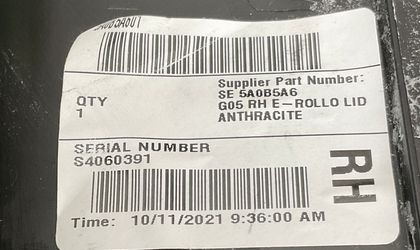 Supplier Part Number:
QTY SE 5A0B5A6
1 G05 RH E-ROLLO LID
ANTHRACITE
SERIAL NUMBER
S4060391
RH
Time: 10/11/2021 9:36:00 AM